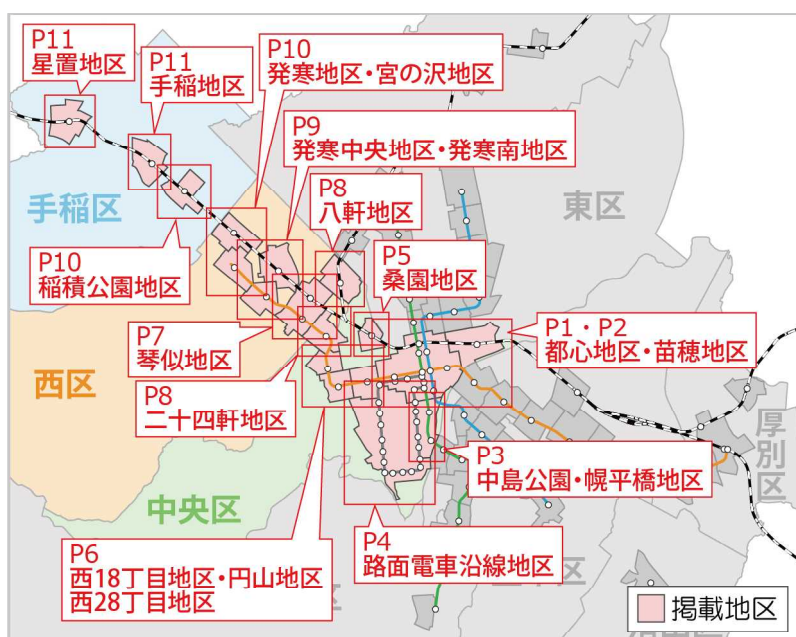 P11
星置地区
P11
手稲地区
P10
発寒地区・宮の沢地区
P9
発寒中央地区・発寒南地区
P8
八軒地区
東区
手稲区
P5
桑園地区
P10
稲積公園地区
P1・P2
都心地区・苗穂地区
P7
琴似地区
西区
P8
二十四軒地区
厚別区
P3
中島公園・幌平橋地区
中央区
P4
路面電車沿線地区
P6
西18丁目地区・円山地区
西28丁目地区
掲載地区